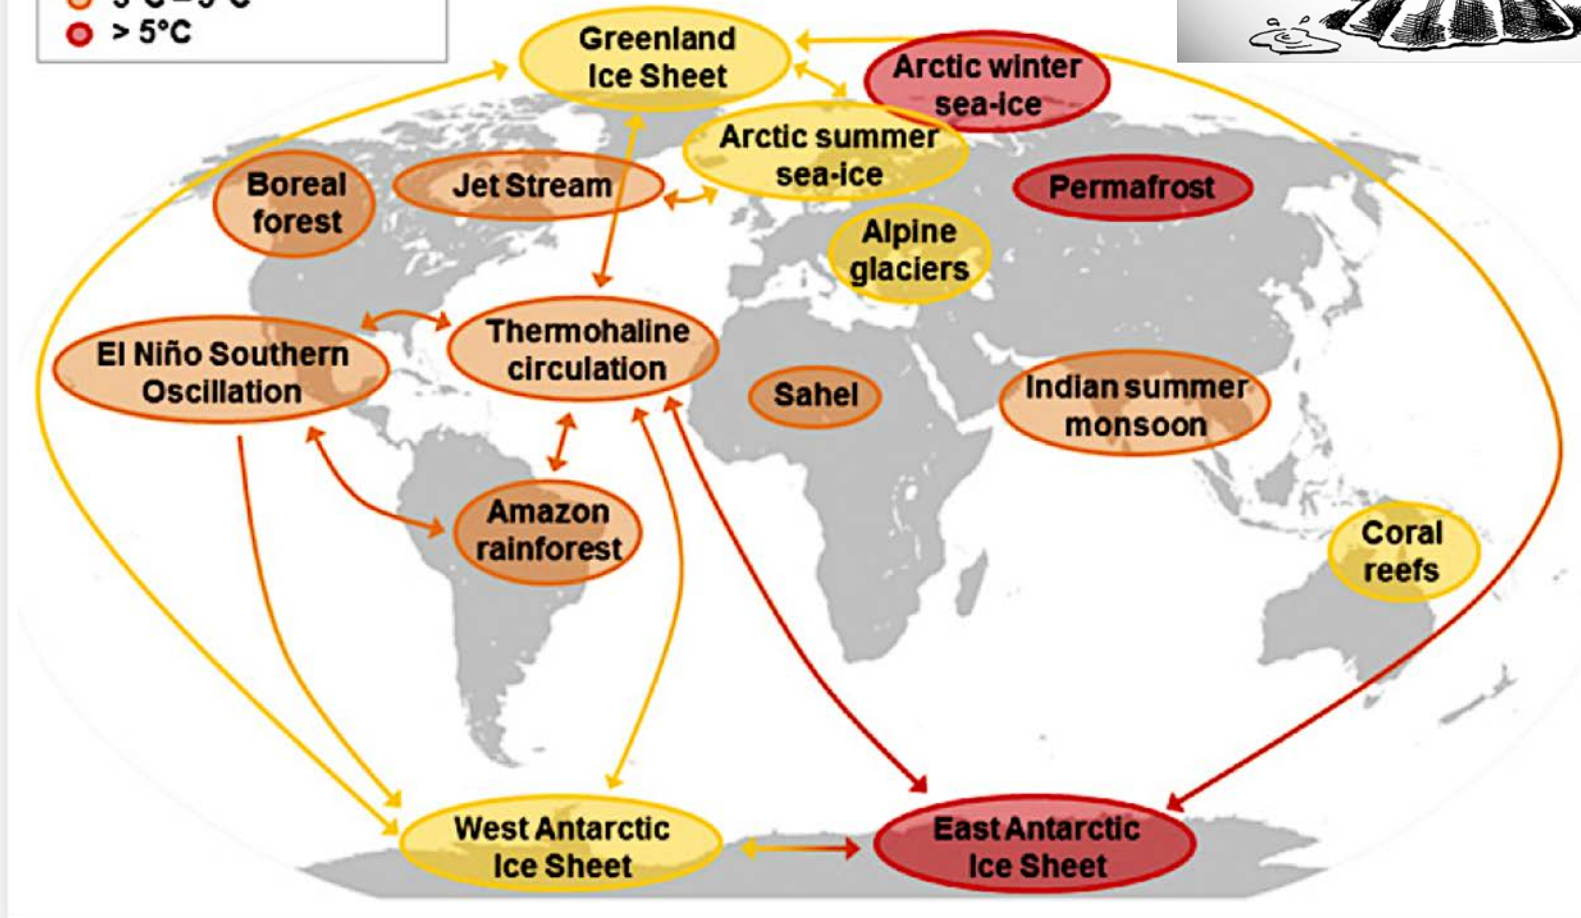 3°C – 5°C
> 5°C
Greenland
Ice Sheet
Arctic winter
sea-ice
Arctic summer
sea-ice
Boreal
forest
Jet Stream
Permafrost
Alpine
glaciers
El Niño Southern
Oscillation
Thermohaline
circulation
Sahel
Indian summer
monsoon
Amazon
rainforest
Coral
reefs
West Antarctic
Ice Sheet
East Antarctic
Ice Sheet